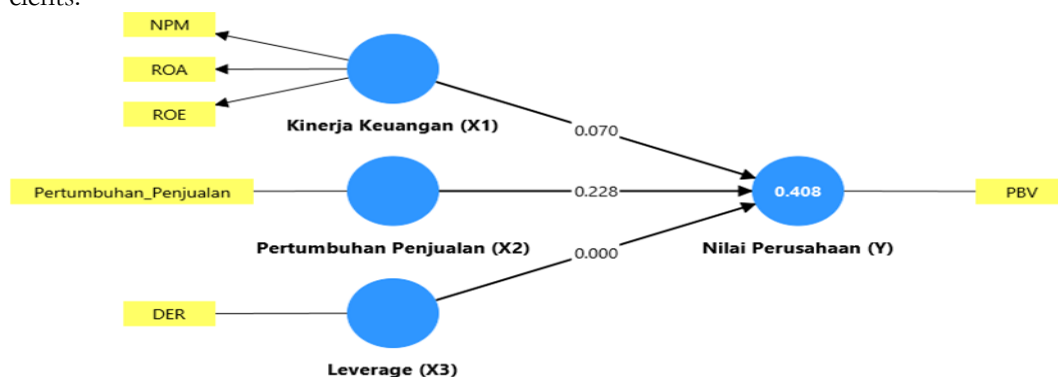 cients.
NPM
ROA
ROE
Kinerja Keuangan (X1)
0.070
Pertumbuhan_Penjualan
0.228
0.408
PBV
Pertumbuhan Penjualan (X2)
Nilai Perusahaan (Y)
0.000
DER
Leverage (X3)